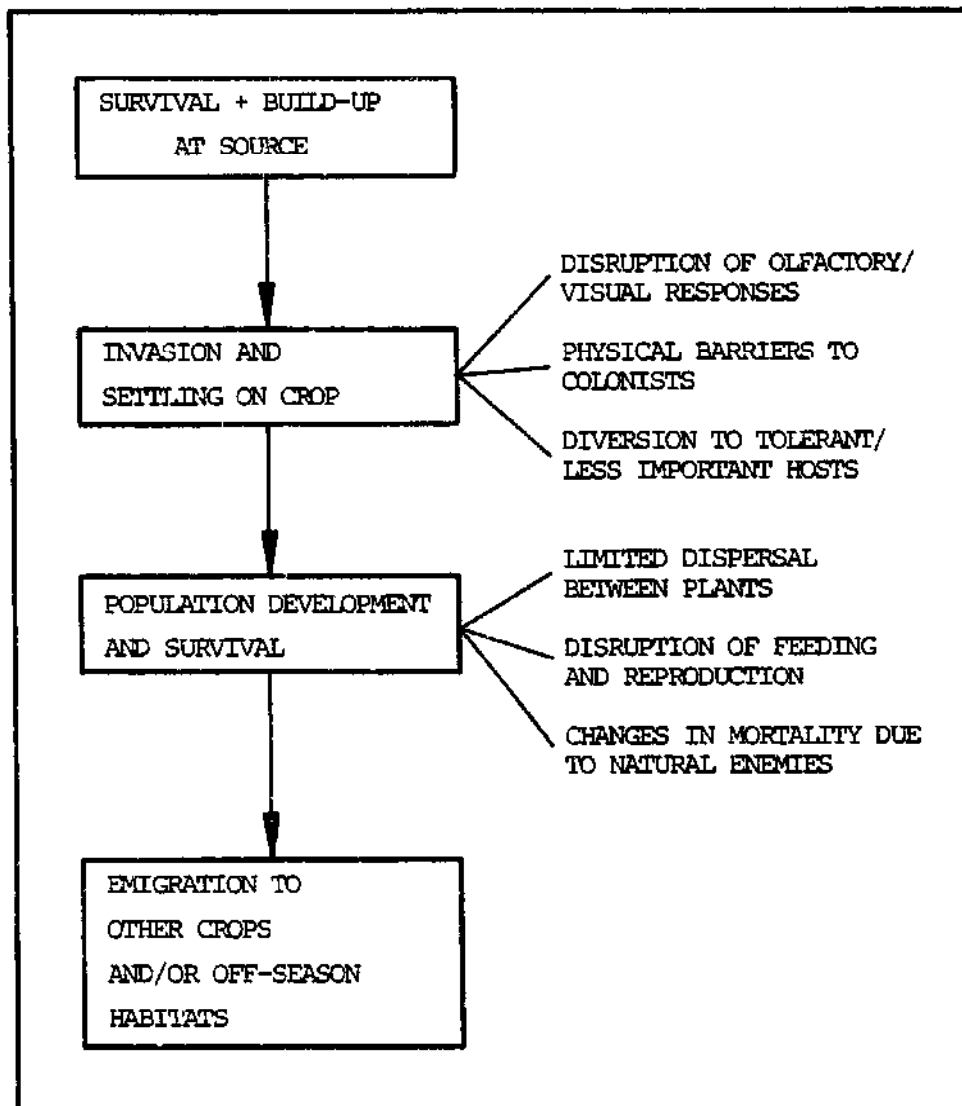 SURVIVAL + BUILD-UP
AT SOURCE
DISRUPTION OF OLFACTORY/
VISUAL RESPONSES
INVASION AND
SETTLING ON CROP
PHYSICAL BARRIERS TO
COLONISTS
DIVERSION TO TOLERANT/
LESS IMPORTANT HOSTS
LIMITED DISPERSAL
BETWEEN PLANTS
POPULATION DEVELOPMENT
AND SURVIVAL
DISRUPTION OF FEEDING
AND REPRODUCTION
CHANGES IN MORTALITY DUE
TO NATURAL ENEMIES
EMIGRATION TO
OTHER CROPS
AND/OR OFF-SEASON
HABITATS